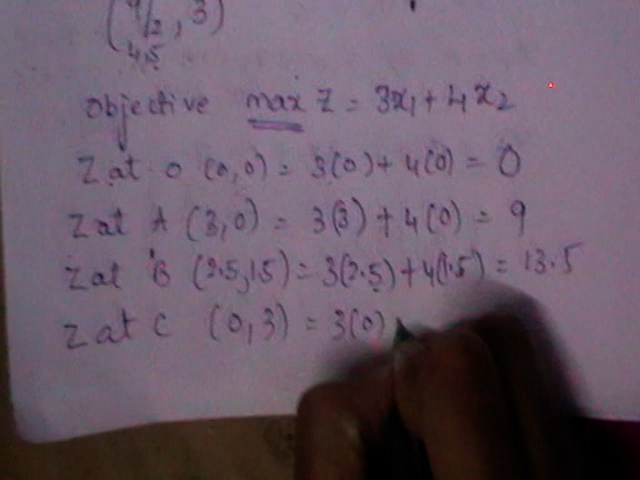 (9/2, 3)
4.5
Objective max Z = 3x₁ + 4x₂
Z at O (0,0) = 3(0) + 4(0) = 0
Z at A (3,0) = 3(3) + 4(0) = 9
Z at B (2.5,1.5) = 3(2.5) + 4(1.5) = 13.5
Z at C (0,3) = 3(0)